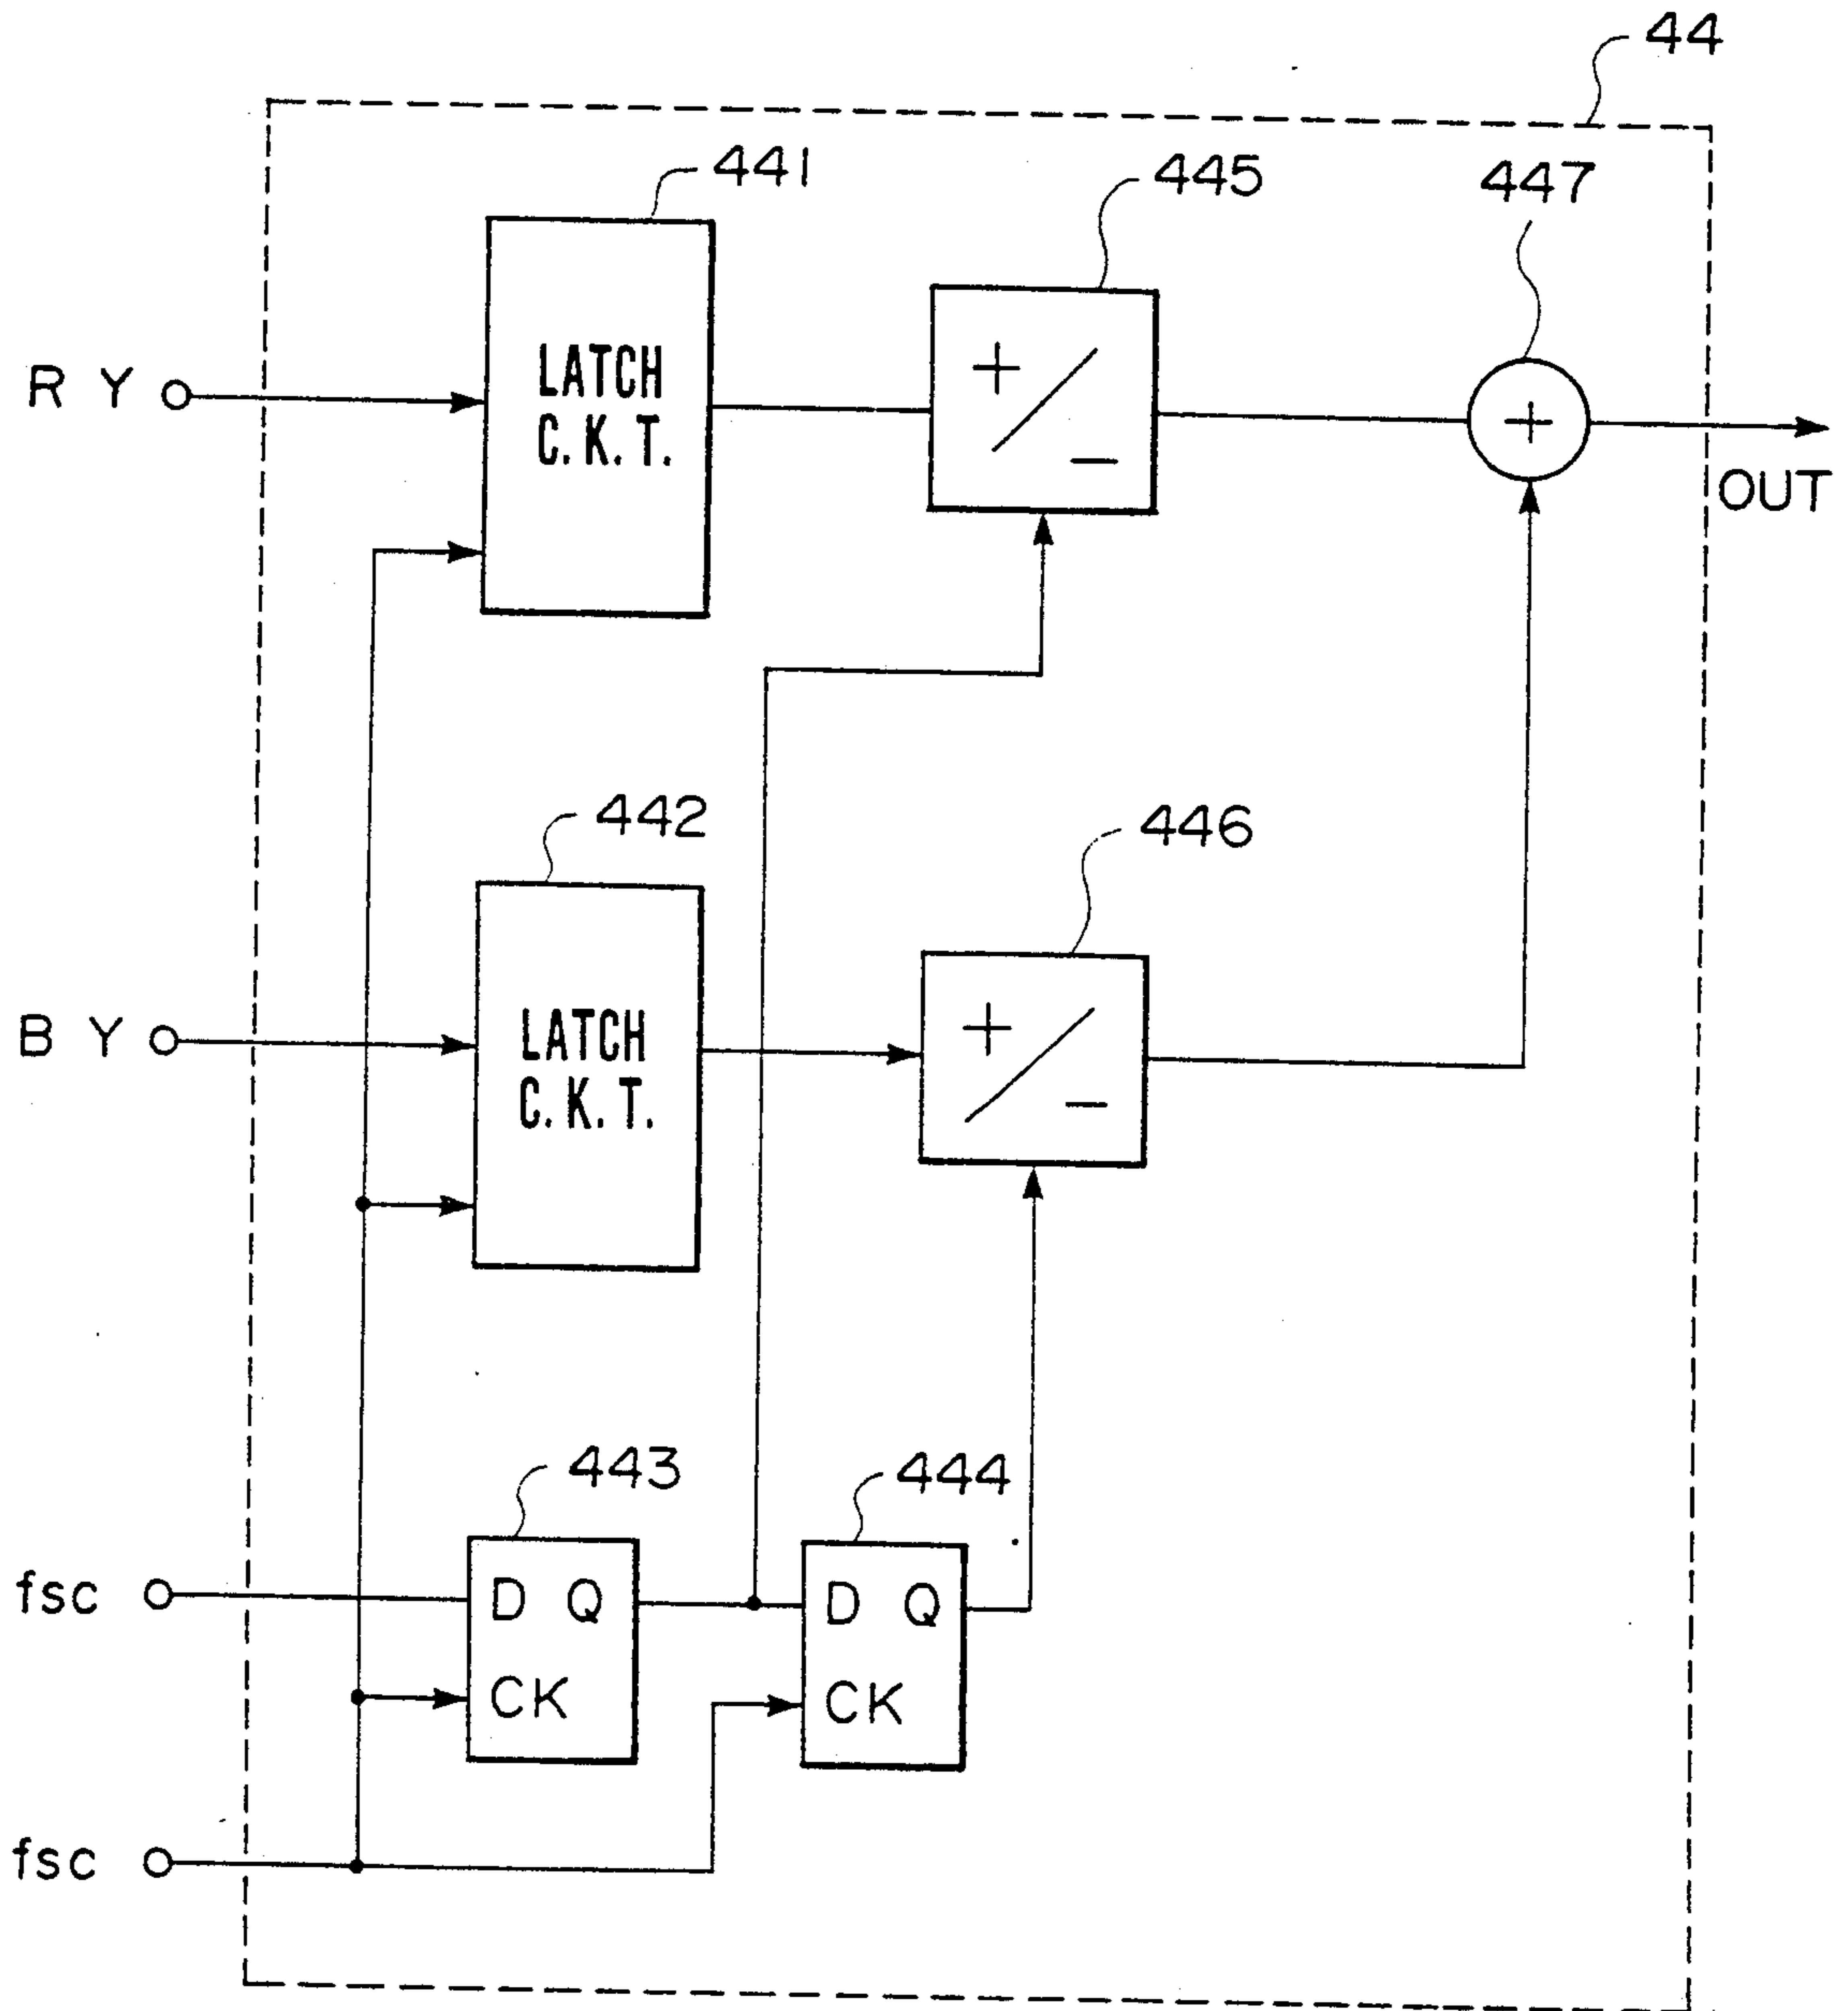 44
441
445
447
R Y
LATCH
C. K. T.
+
/
−
+
OUT
442
446
B Y
LATCH
C. K. T.
+
/
−
443
444
fsc
D Q
CK
D Q
CK
fsc